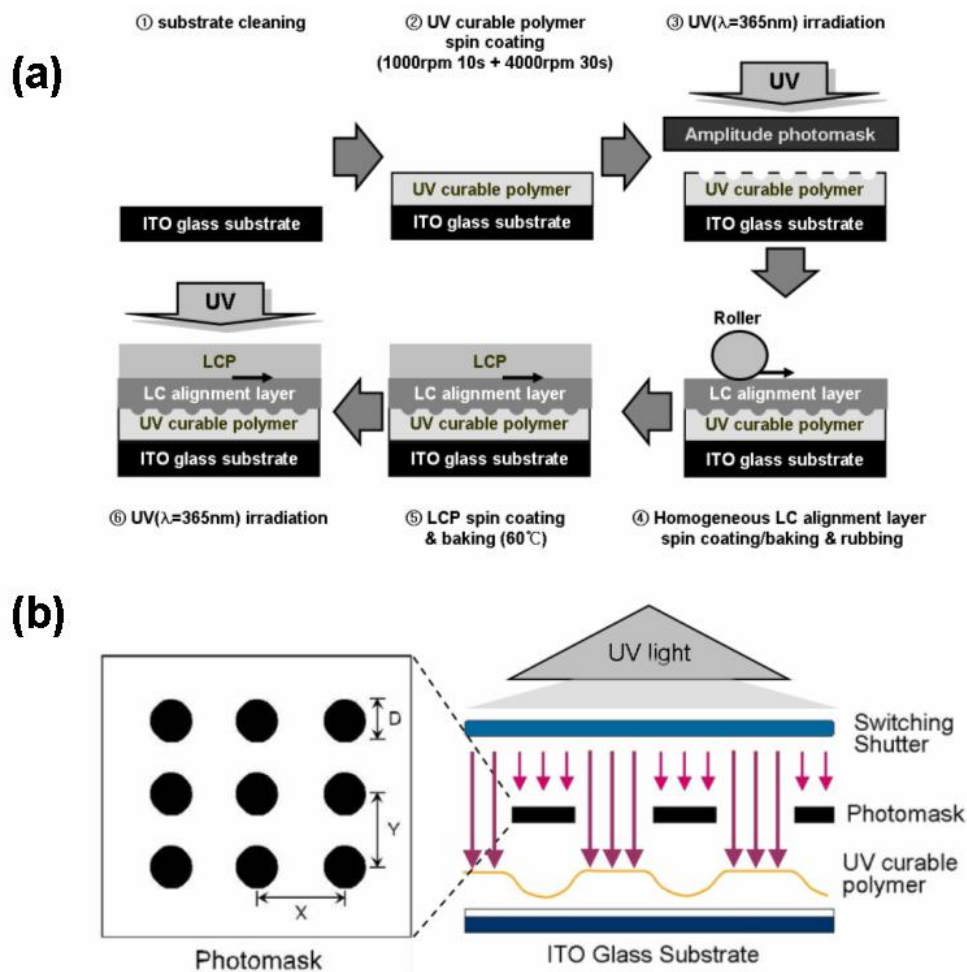 (a)
① substrate cleaning
② UV curable polymer
spin coating
(1000rpm 10s + 4000rpm 30s)
③ UV(λ=365nm) irradiation
UV
Amplitude photomask
ITO glass substrate
UV curable polymer
ITO glass substrate
UV curable polymer
ITO glass substrate
UV
LCP
LC alignment layer
UV curable polymer
ITO glass substrate
LCP
LC alignment layer
UV curable polymer
ITO glass substrate
Roller
LC alignment layer
UV curable polymer
ITO glass substrate
⑥ UV(λ=365nm) irradiation
⑤ LCP spin coating
& baking (60℃)
④ Homogeneous LC alignment layer
spin coating/baking & rubbing
(b)
D
Y
X
Photomask
UV light
Switching
Shutter
Photomask
UV curable
polymer
ITO Glass Substrate